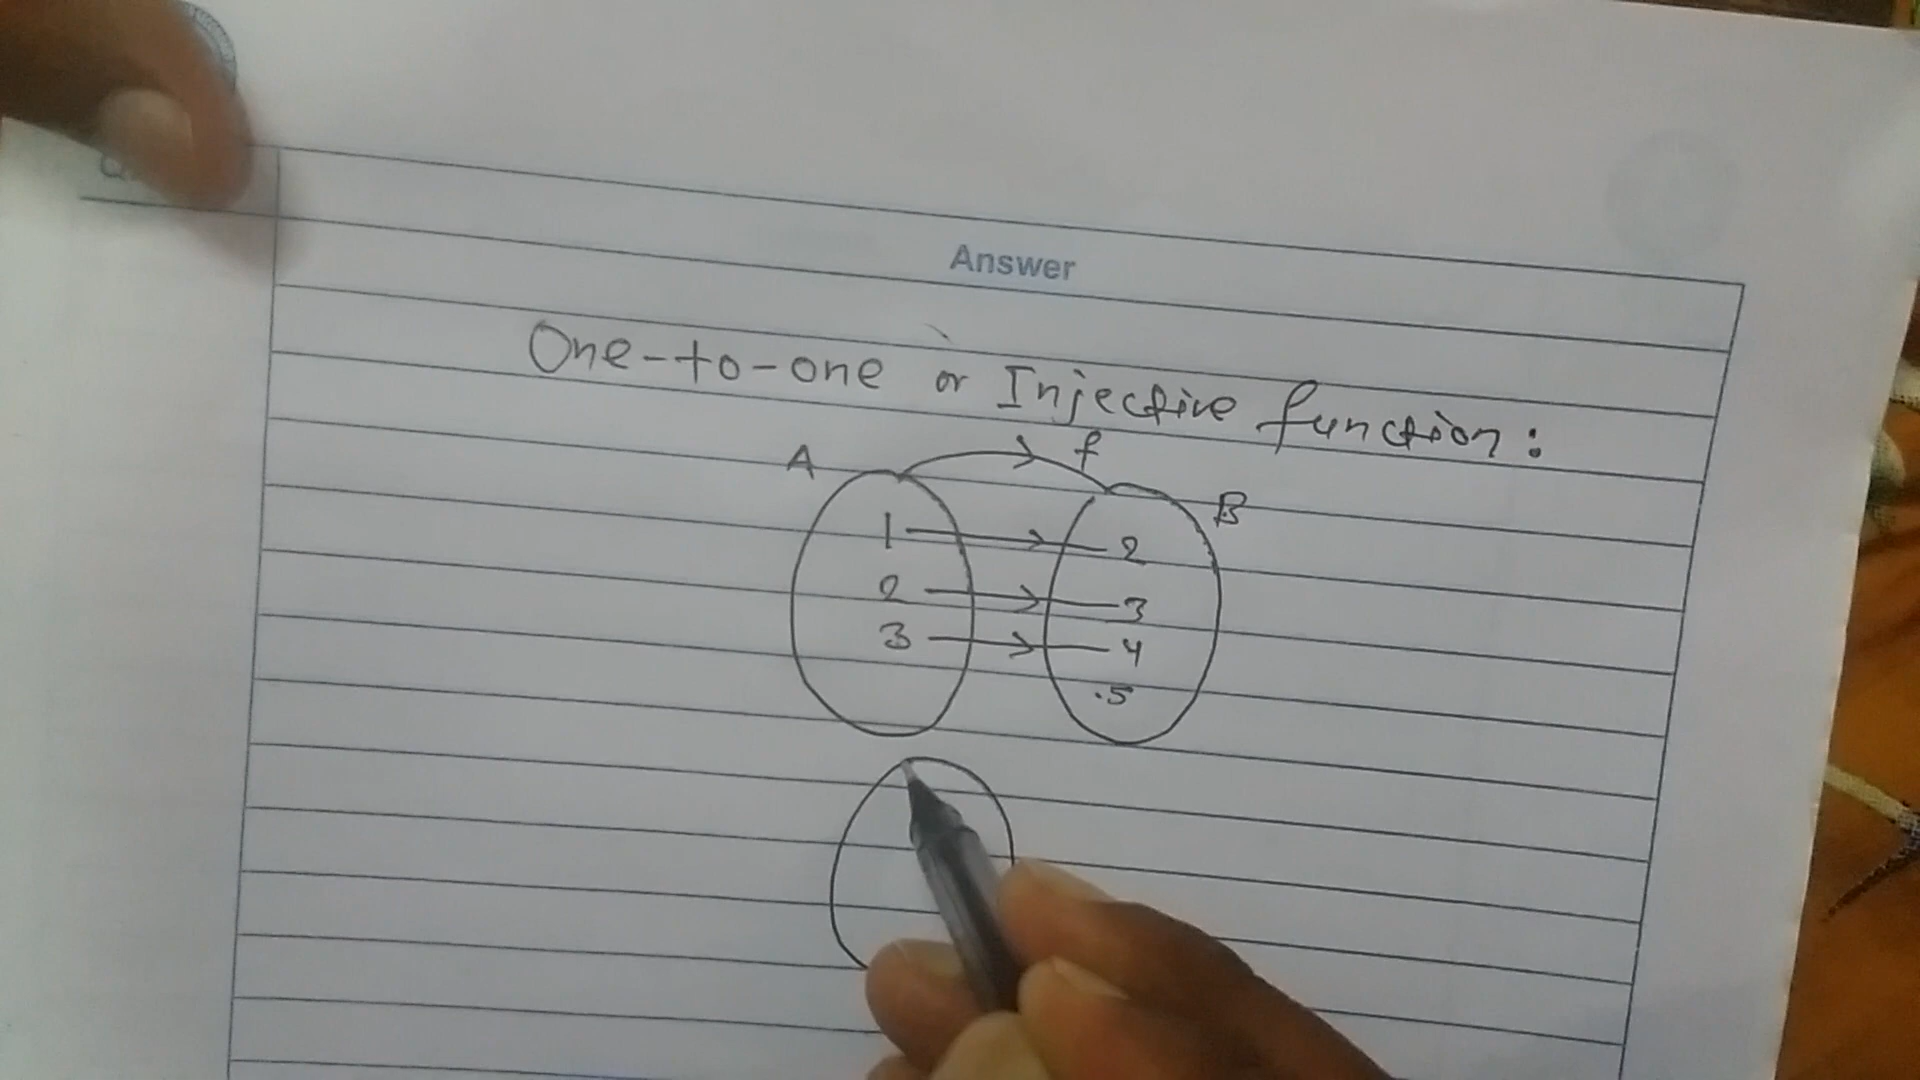 Answer
One-to-one or Injective function:
A f B
1 2
2 3
3 4
.5